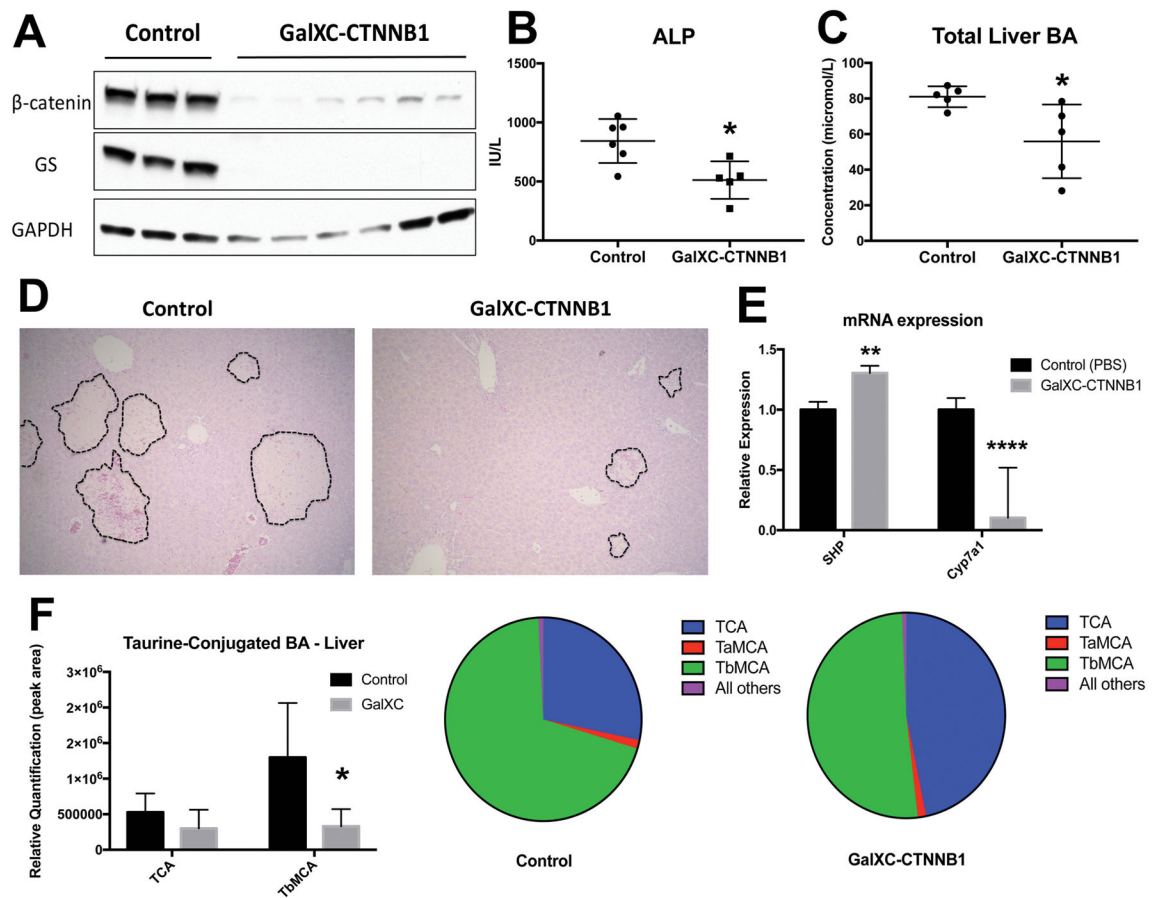 A
Control
GalXC-CTNNB1
β-catenin
GS
GAPDH
B
ALP
IU/L
1500
1000
500
0
*
Control
GalXC-CTNNB1
C
Total Liver BA
Concentration (micromol/L)
100
80
60
40
20
0
*
Control
GalXC-CTNNB1
D
Control
GalXC-CTNNB1
E
mRNA expression
Relative Expression
1.5
1.0
0.5
0.0
**
****
Control (PBS)
GalXC-CTNNB1
SHP
Cyp7a1
F
Taurine-Conjugated BA - Liver
Relative Quantification (peak area)
3×10⁶
2×10⁶
2×10⁶
1×10⁶
500000
0
*
Control
GalXC
TCA
TbMCA
TCA
TaMCA
TbMCA
All others
Control
TCA
TaMCA
TbMCA
All others
GalXC-CTNNB1